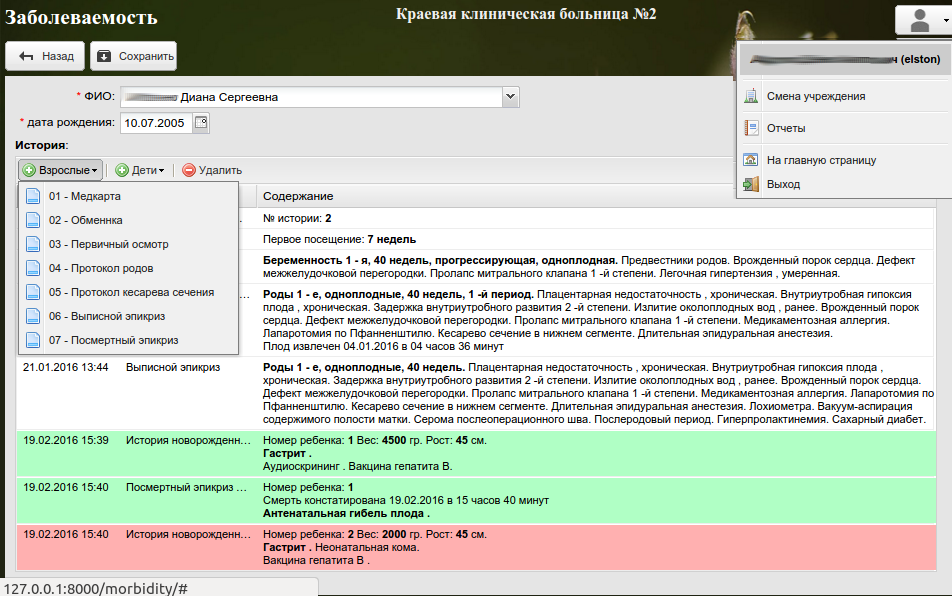 Заболеваемость
Краевая клиническая больница №2
Назад
Сохранить
(elston)
Смена учреждения
Отчеты
На главную страницу
Выход
* ФИО: Диана Сергеевна
* дата рождения: 10.07.2005
История:
Взрослые
Дети
Удалить
01 - Медкарта
02 - Обменнка
03 - Первичный осмотр
04 - Протокол родов
05 - Протокол кесарева сечения
06 - Выписной эпикриз
07 - Посмертный эпикриз
Содержание
№ истории: 2
Первое посещение: 7 недель
Беременность 1 - я, 40 недель, прогрессирующая, одноплодная. Предвестники родов. Врожденный порок сердца. Дефект
межжелудочковой перегородки. Пролапс митрального клапана 1 -й степени. Легочная гипертензия , умеренная.
... Роды 1 - е, одноплодные, 40 недель, 1 -й период. Плацентарная недостаточность , хроническая. Внутриутробная гипоксия
плода , хроническая. Задержка внутриутробного развития 2 -й степени. Излитие околоплодных вод , ранее. Врожденный порок
сердца. Дефект межжелудочковой перегородки. Пролапс митрального клапана 1 -й степени. Медикаментозная аллергия.
Лапаротомия по Пфанненштилю. Кесарево сечение в нижнем сегменте. Длительная эпидуральная анестезия.
Плод извлечен 04.01.2016 в 04 часов 36 минут
21.01.2016 13:44 Выписной эпикриз Роды 1 - е, одноплодные, 40 недель. Плацентарная недостаточность , хроническая. Внутриутробная гипоксия плода ,
хроническая. Задержка внутриутробного развития 2 -й степени. Излитие околоплодных вод , ранее. Врожденный порок сердца.
Дефект межжелудочковой перегородки. Пролапс митрального клапана 1 -й степени. Медикаментозная аллергия. Лапаротомия по
Пфанненштилю. Кесарево сечение в нижнем сегменте. Длительная эпидуральная анестезия. Лохиометра. Вакуум-аспирация
содержимого полости матки. Серома послеоперационного шва. Послеродовый период. Гиперпролактинемия. Сахарный диабет.
19.02.2016 15:39 История новорожденн... Номер ребенка: 1 Вес: 4500 гр. Рост: 45 см.
Гастрит .
Аудиоскрининг . Вакцина гепатита В.
19.02.2016 15:40 Посмертный эпикриз ... Номер ребенка: 1
Смерть констатирована 19.02.2016 в 15 часов 40 минут
Антенатальная гибель плода .
19.02.2016 15:40 История новорожденн... Номер ребенка: 2 Вес: 2000 гр. Рост: 45 см.
Гастрит . Неонатальная кома.
Вакцина гепатита В .
127.0.0.1:8000/morbidity/#